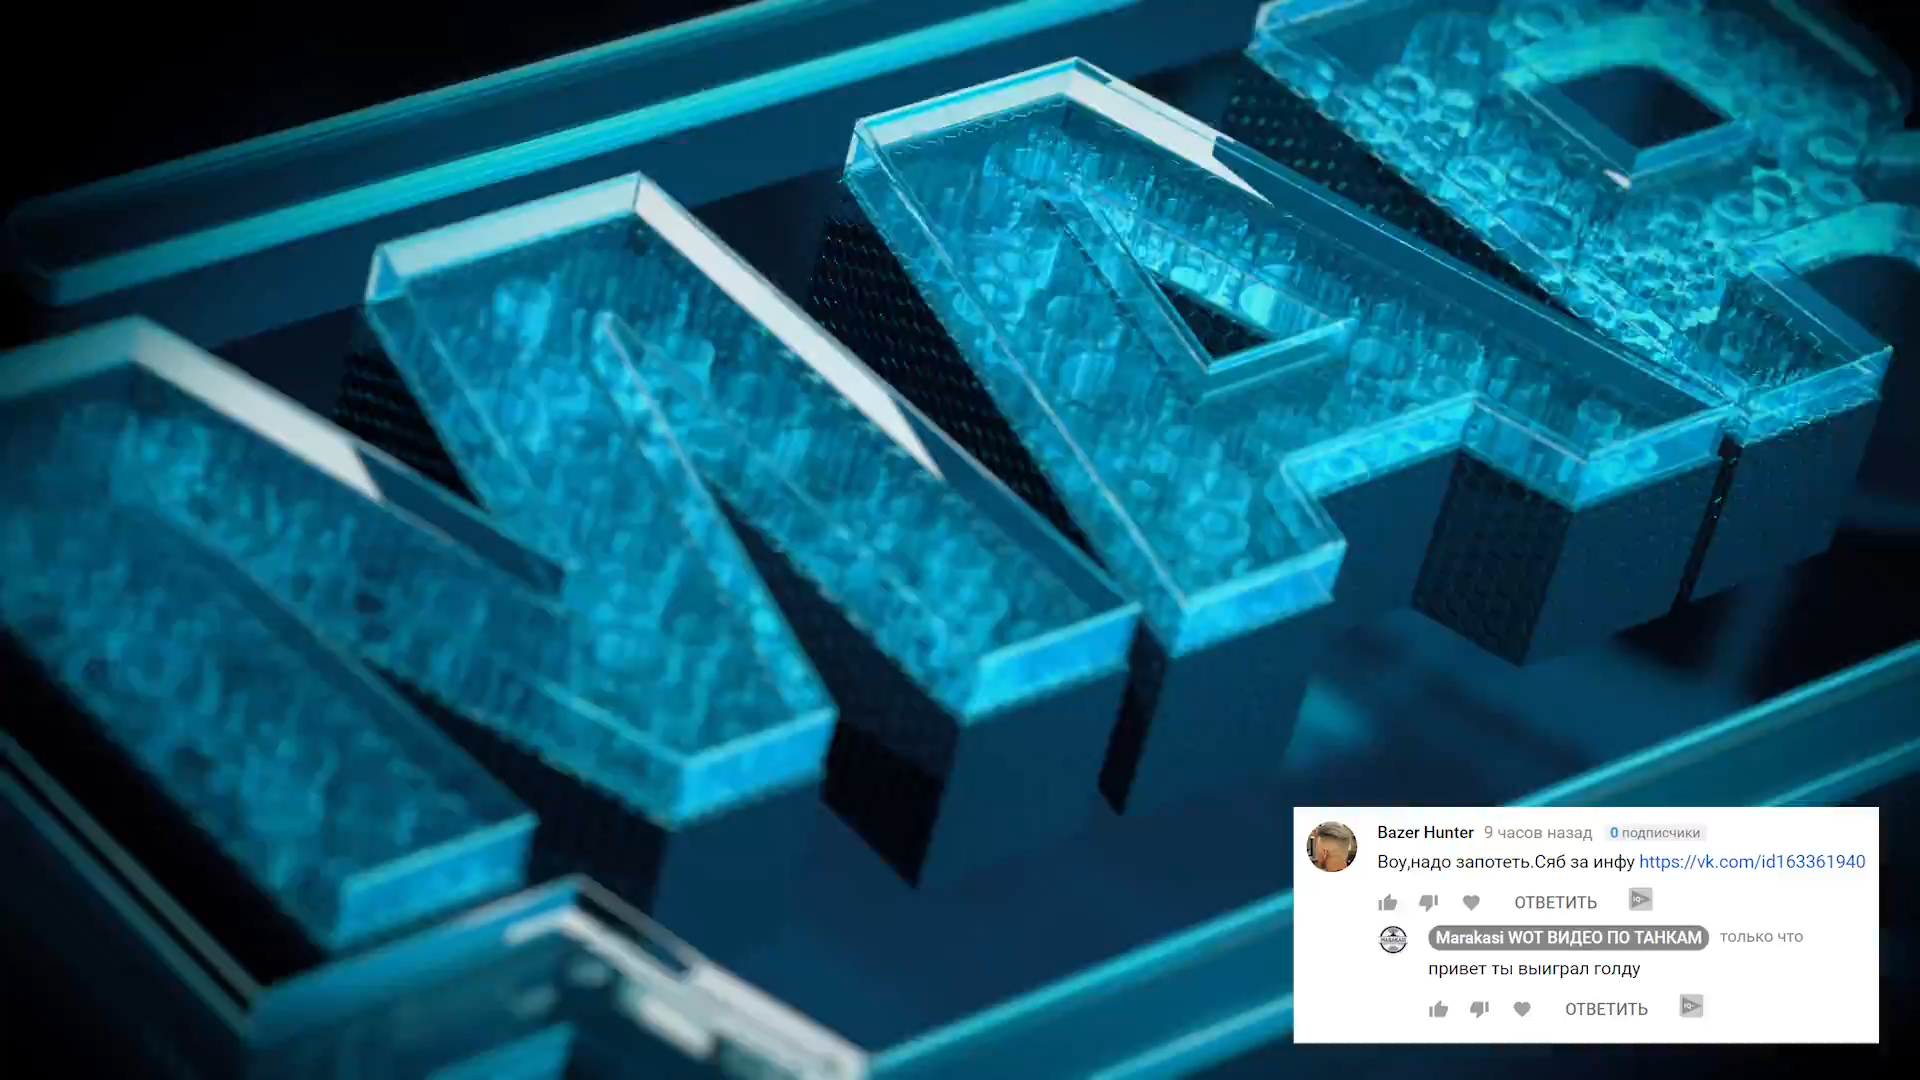 MAR
Bazer Hunter 9 часов назад 0 подписчики
Воу,надо запотеть.Сяб за инфу https://vk.com/id163361940
ОТВЕТИТЬ
Marakasi WOT ВИДЕО ПО ТАНКАМ только что
привет ты выиграл голду
ОТВЕТИТЬ